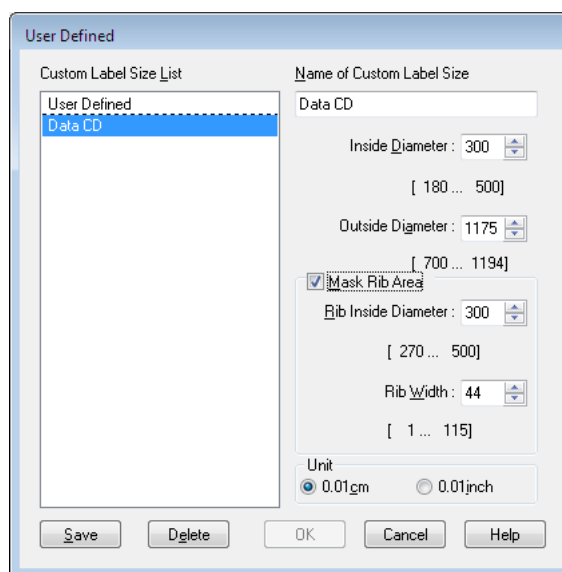 User Defined
Custom Label Size List
User Defined
Data CD
Name of Custom Label Size
Data CD
Inside Diameter : 300
[ 180 ... 500]
Outside Diameter : 1175
[ 700 ... 1194]
Mask Rib Area
Rib Inside Diameter : 300
[ 270 ... 500]
Rib Width : 44
[ 1 ... 115]
Unit
0.01cm 0.01inch
Save Delete OK Cancel Help